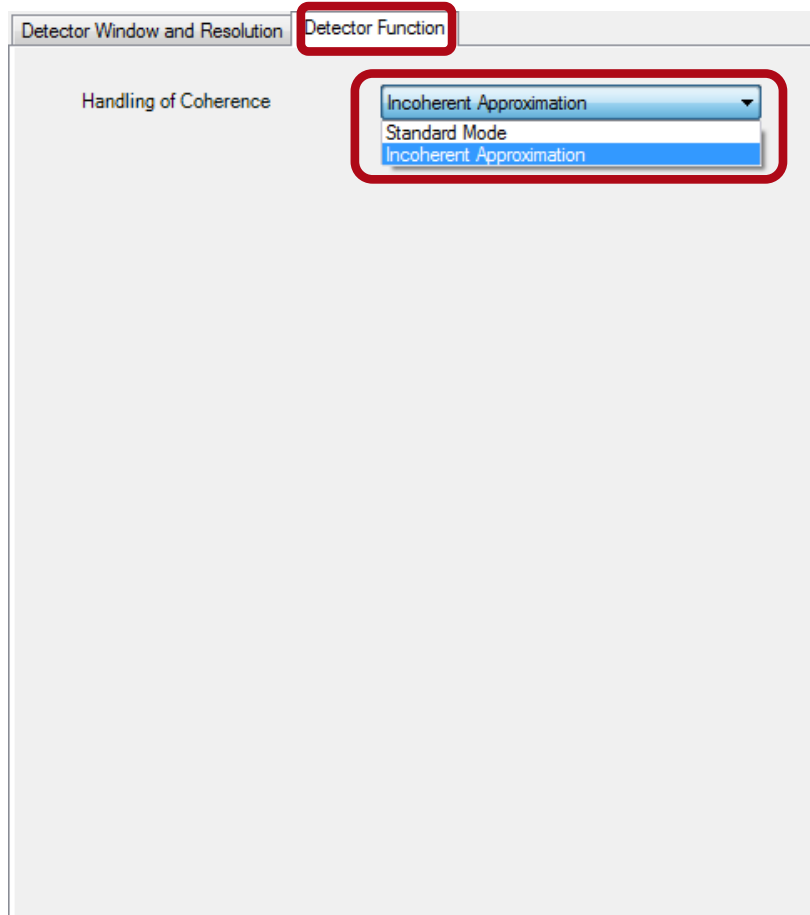 Detector Window and Resolution
Detector Function
Handling of Coherence
Incoherent Approximation
Standard Mode
Incoherent Approximation